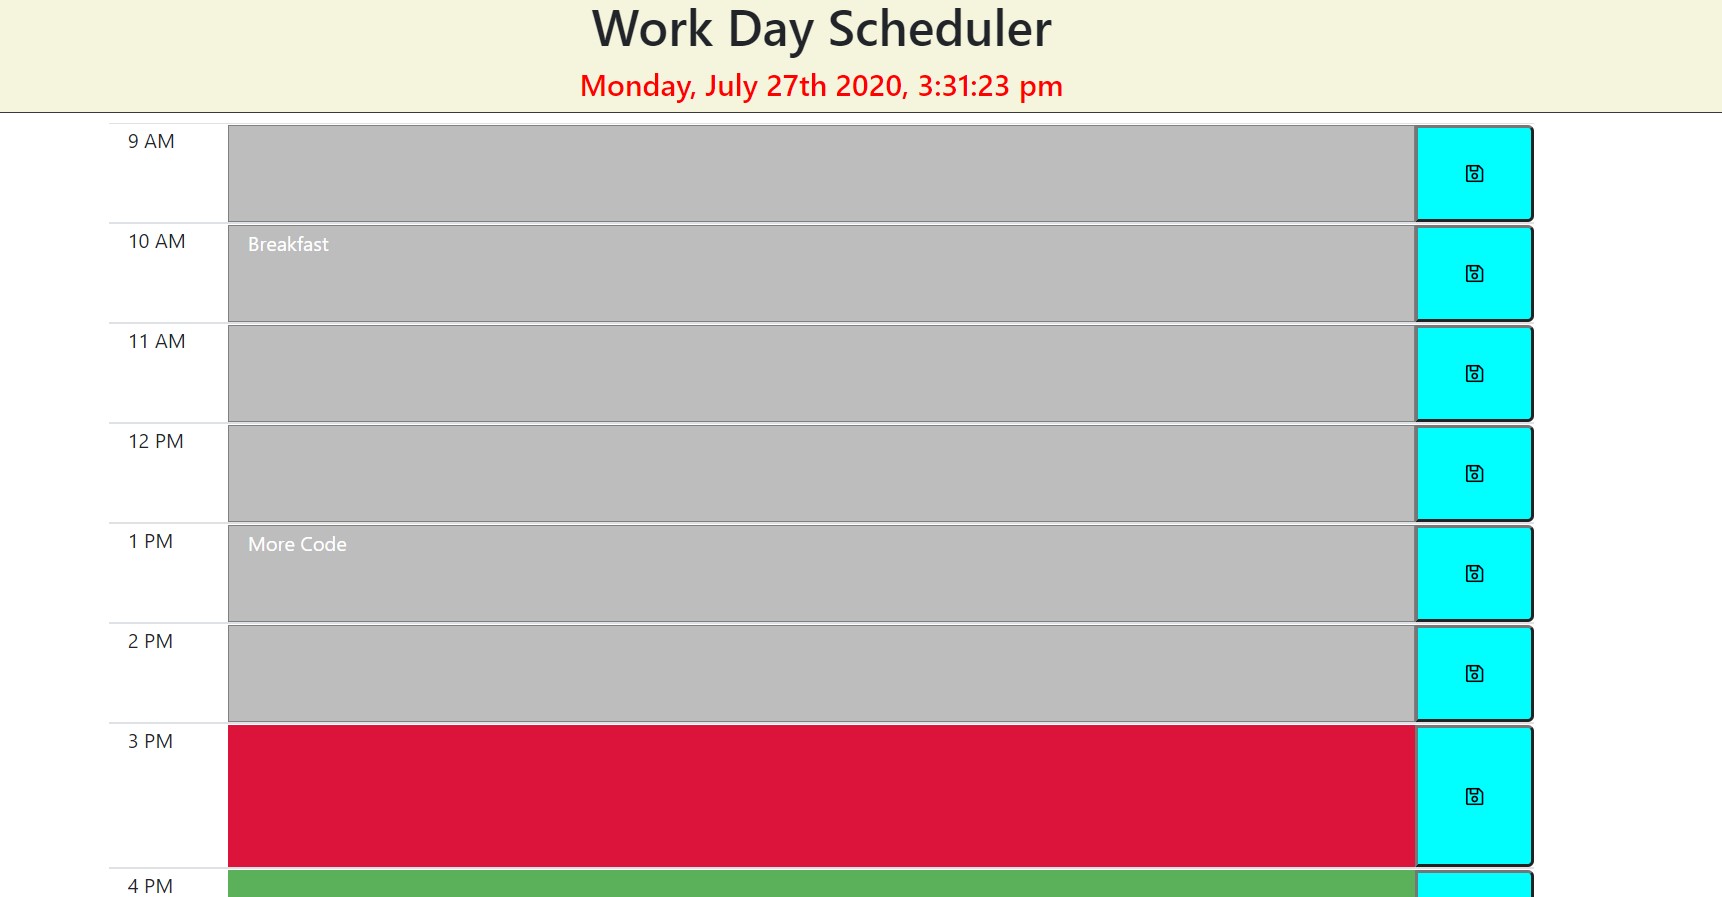 Work Day Scheduler
Monday, July 27th 2020, 3:31:23 pm
9 AM
10 AM Breakfast
11 AM
12 PM
1 PM More Code
2 PM
3 PM
4 PM